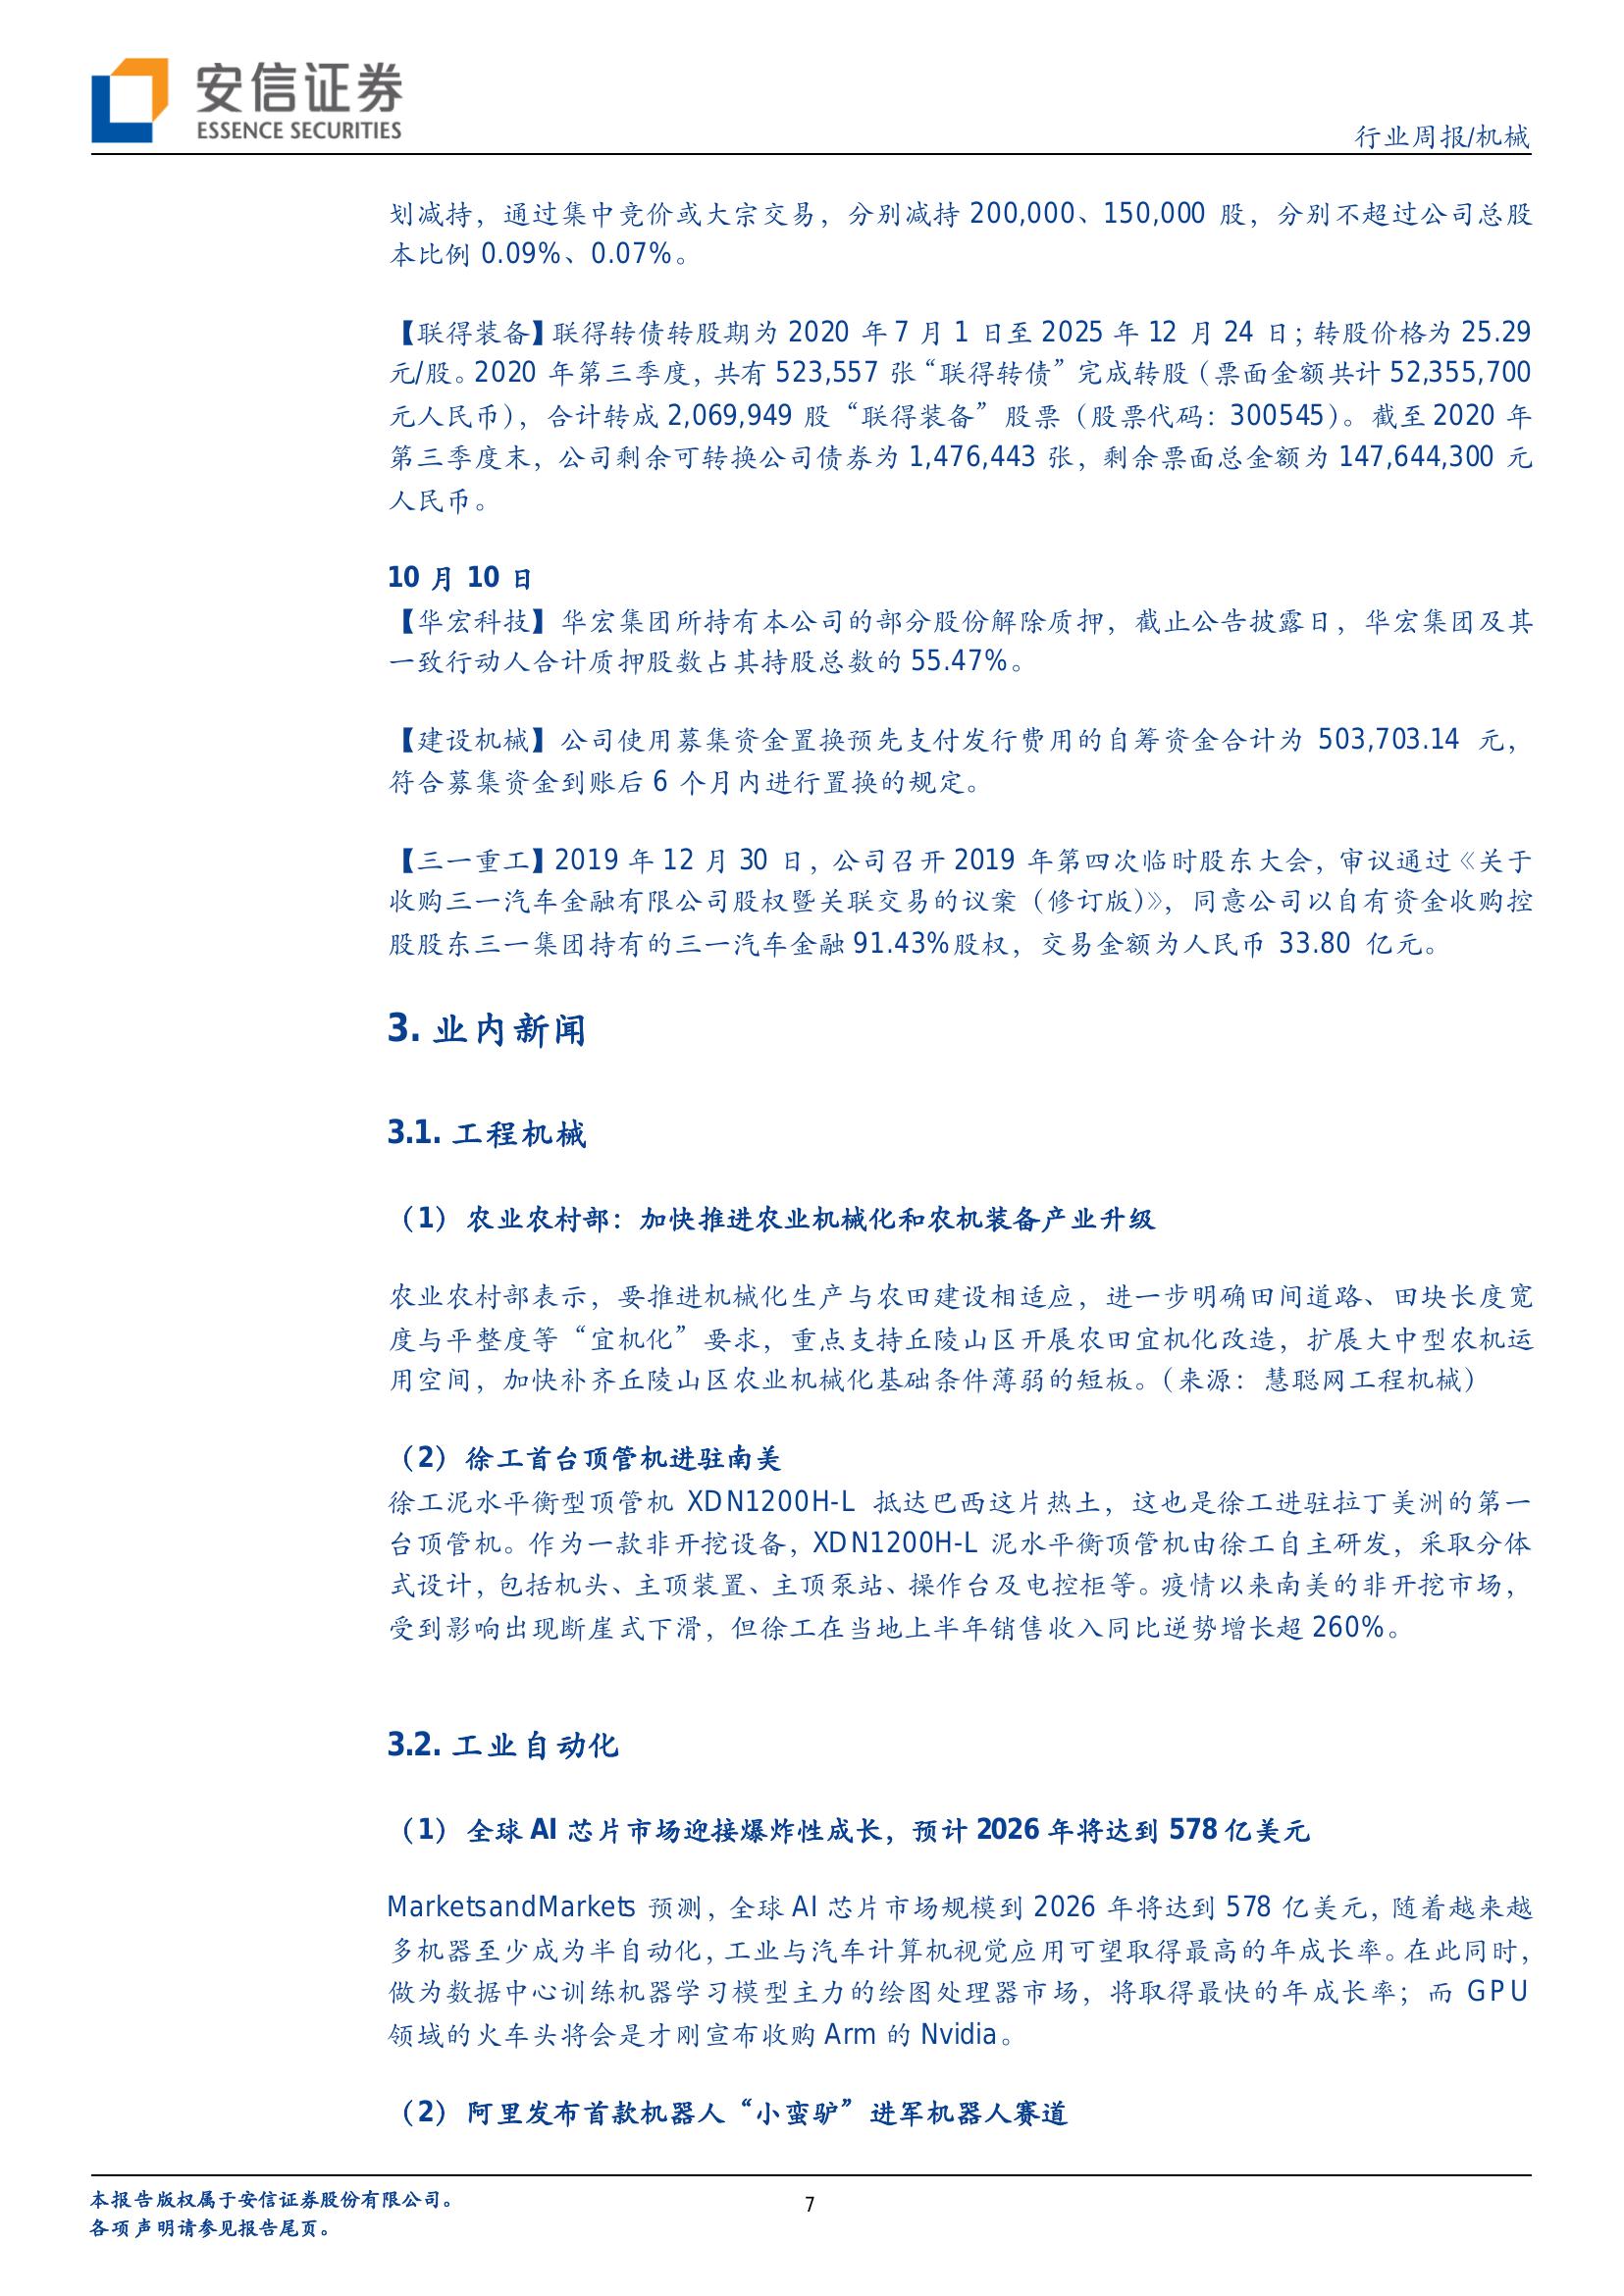 安信证券
ESSENCE SECURITIES
行业周报/机械
划减持，通过集中竞价或大宗交易，分别减持 200,000、150,000 股，分别不超过公司总股
本比例 0.09%、0.07%。
【联得装备】联得转债转股期为 2020 年 7 月 1 日至 2025 年 12 月 24 日；转股价格为 25.29
元/股。2020 年第三季度，共有 523,557 张“联得转债”完成转股（票面金额共计 52,355,700
元人民币），合计转成 2,069,949 股“联得装备”股票（股票代码：300545）。截至 2020 年
第三季度末，公司剩余可转换公司债券为 1,476,443 张，剩余票面总金额为 147,644,300 元
人民币。
10 月 10 日
【华宏科技】华宏集团所持有本公司的部分股份解除质押，截止公告披露日，华宏集团及其
一致行动人合计质押股数占其持股总数的 55.47%。
【建设机械】公司使用募集资金置换预先支付发行费用的自筹资金合计为 503,703.14 元，
符合募集资金到账后 6 个月内进行置换的规定。
【三一重工】2019 年 12 月 30 日，公司召开 2019 年第四次临时股东大会，审议通过《关于
收购三一汽车金融有限公司股权暨关联交易的议案（修订版）》，同意公司以自有资金收购控
股股东三一集团持有的三一汽车金融 91.43%股权，交易金额为人民币 33.80 亿元。
3. 业内新闻
3.1. 工程机械
（1） 农业农村部：加快推进农业机械化和农机装备产业升级
农业农村部表示，要推进机械化生产与农田建设相适应，进一步明确田间道路、田块长度宽
度与平整度等“宜机化”要求，重点支持丘陵山区开展农田宜机化改造，扩展大中型农机运
用空间，加快补齐丘陵山区农业机械化基础条件薄弱的短板。（来源：慧聪网工程机械）
（2）徐工首台顶管机进驻南美
徐工泥水平衡型顶管机 XDN1200H-L 抵达巴西这片热土，这也是徐工进驻拉丁美洲的第一
台顶管机。作为一款非开挖设备，XDN1200H-L 泥水平衡顶管机由徐工自主研发，采取分体
式设计，包括机头、主顶装置、主顶泵站、操作台及电控柜等。疫情以来南美的非开挖市场，
受到影响出现断崖式下滑，但徐工在当地上半年销售收入同比逆势增长超 260%。
3.2. 工业自动化
（1） 全球 AI 芯片市场迎接爆炸性成长，预计 2026 年将达到 578 亿美元
MarketsandMarkets 预测，全球 AI 芯片市场规模到 2026 年将达到 578 亿美元，随着越来越
多机器至少成为半自动化，工业与汽车计算机视觉应用可望取得最高的年成长率。在此同时，
做为数据中心训练机器学习模型主力的绘图处理器市场，将取得最快的年成长率；而 GPU
领域的火车头将会是才刚宣布收购 Arm 的 Nvidia。
（2） 阿里发布首款机器人“小蛮驴”进军机器人赛道
本报告版权属于安信证券股份有限公司。
7
各项声明请参见报告尾页。